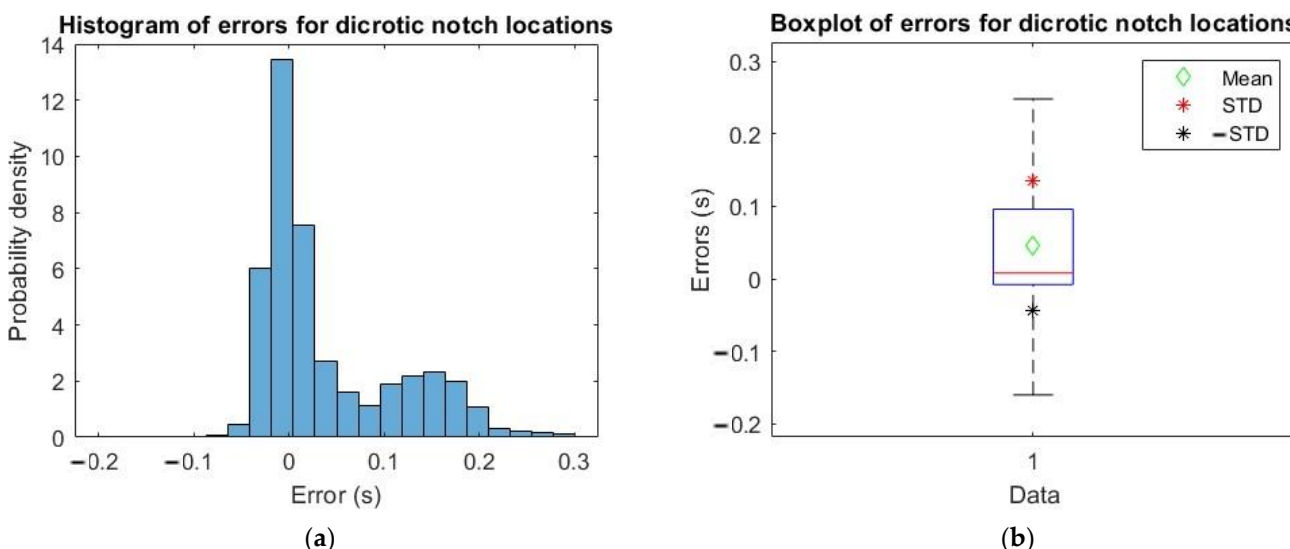 Histogram of errors for dicrotic notch locations
14
12
10
8
6
4
2
0
Probability density
−0.2 −0.1 0 0.1 0.2 0.3
Error (s)
(a)
Boxplot of errors for dicrotic notch locations
0.3
0.2
0.1
0
−0.1
−0.2
Errors (s)
Mean
STD
−STD
1
Data
(b)